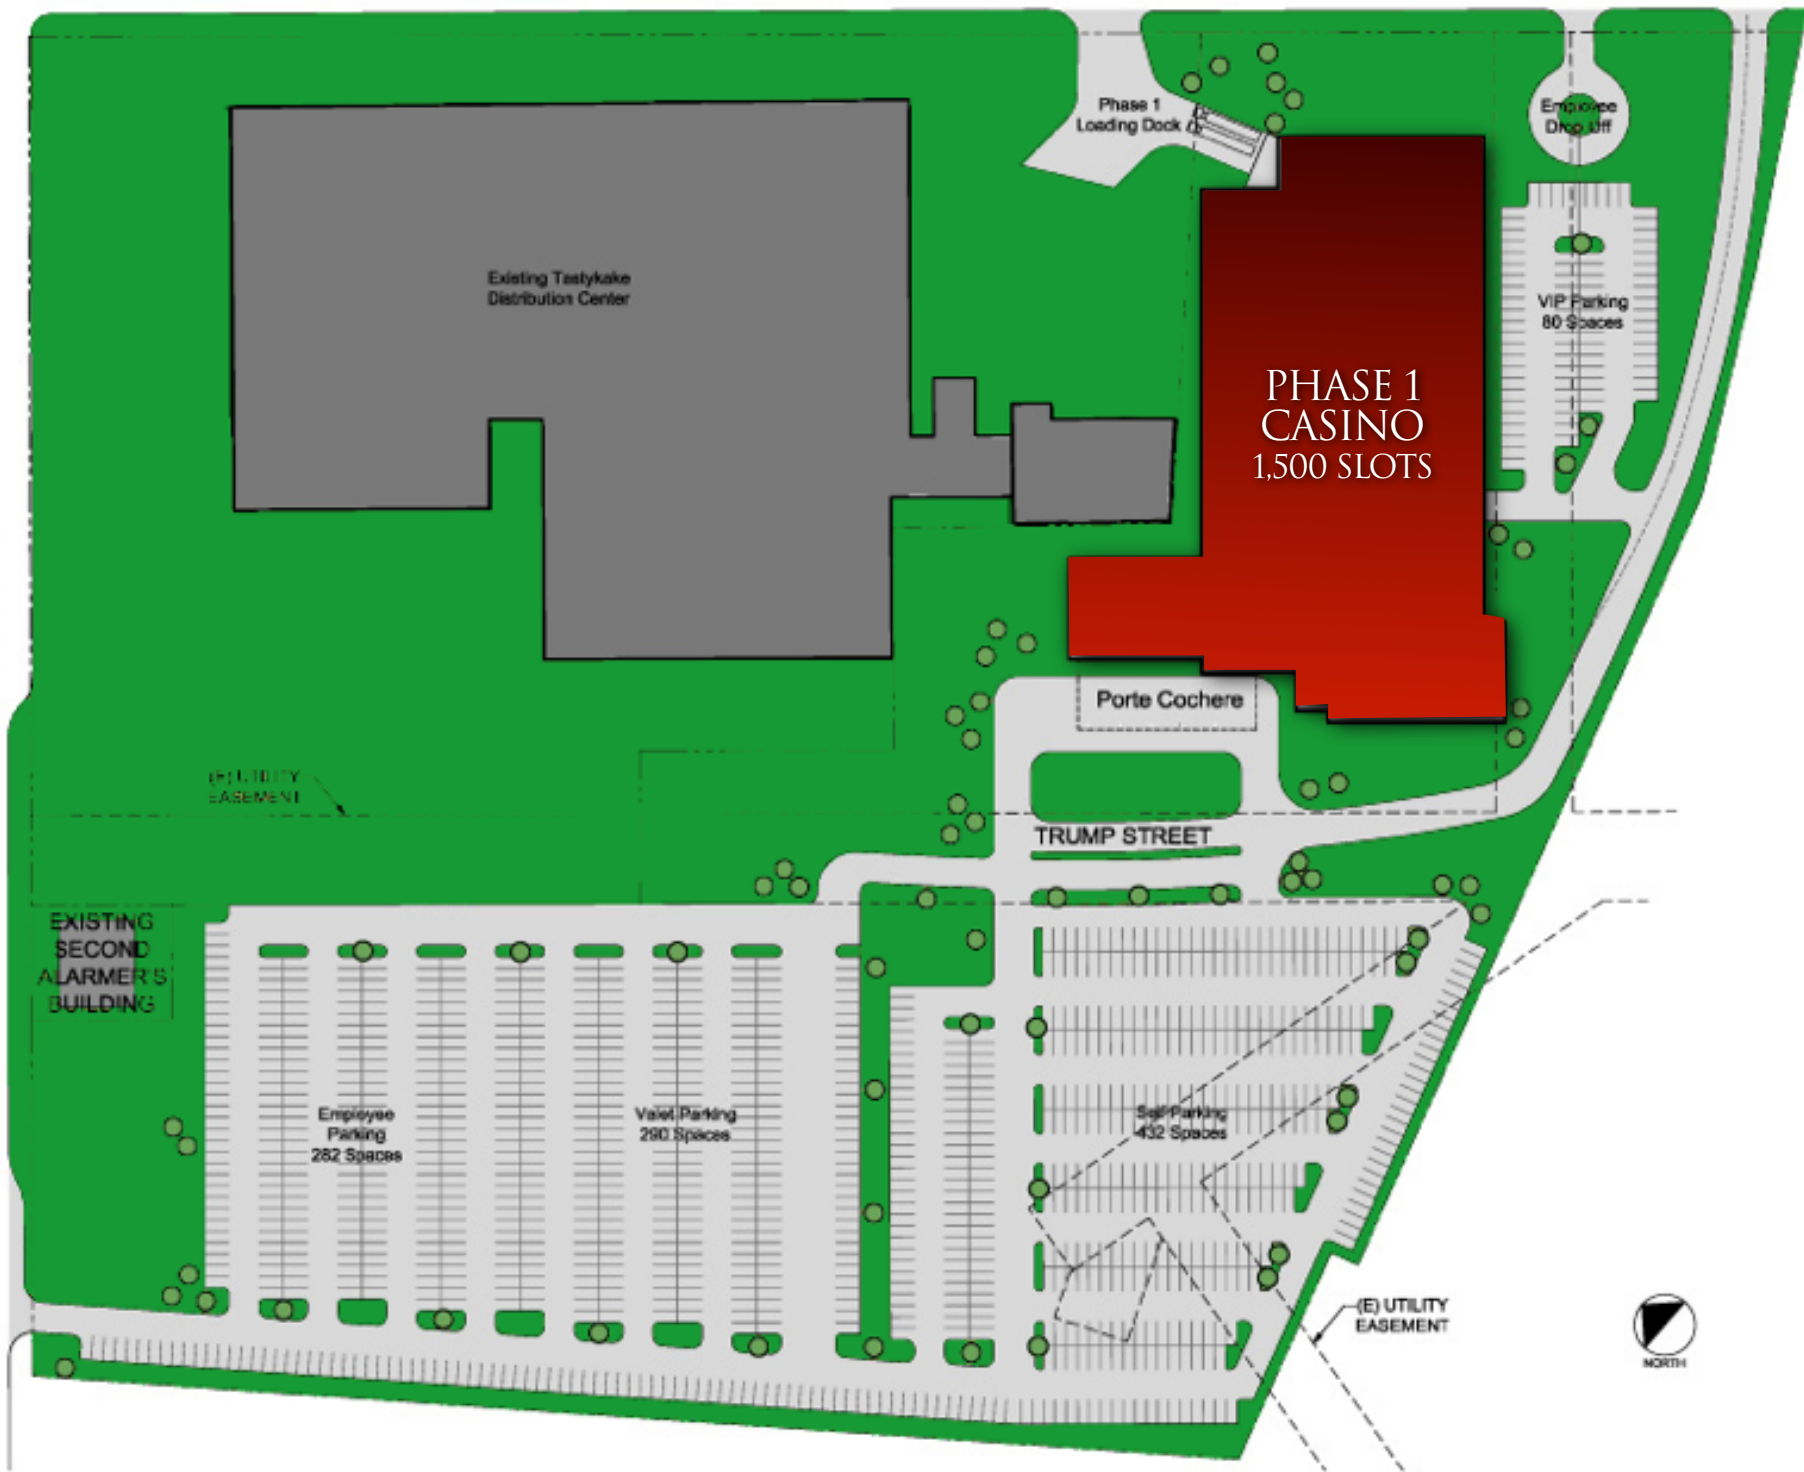 Phase 1
Loading Dock
Employee
Drop Off
Existing Tastykake
Distribution Center
VIP Parking
80 Spaces
PHASE 1
CASINO
1,500 SLOTS
Porte Cochere
(E) UTILITY
EASEMENT
TRUMP STREET
EXISTING
SECOND
ALARMER'S
BUILDING
Employee
Parking
282 Spaces
Valet Parking
290 Spaces
Self Parking
432 Spaces
(E) UTILITY
EASEMENT
NORTH